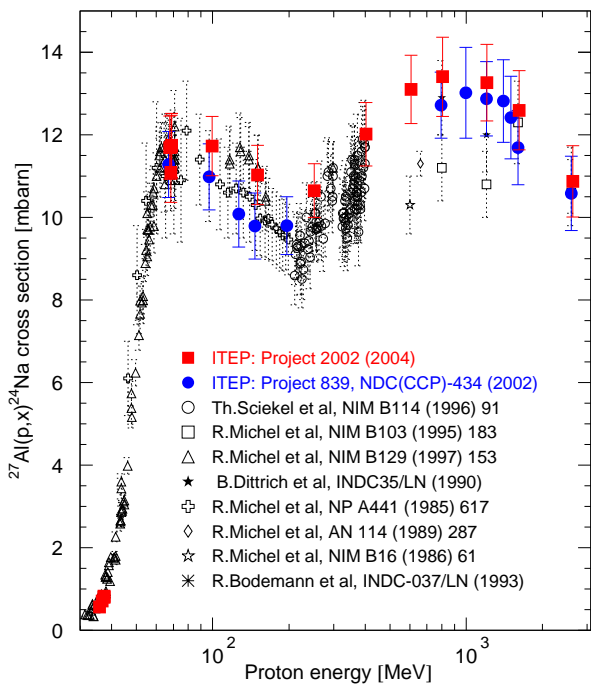 14
12
10
8
6
4
2
0
27Al(p,x)24Na cross section [mbarn]
ITEP: Project 2002 (2004)
ITEP: Project 839, NDC(CCP)-434 (2002)
Th.Sciekel et al, NIM B114 (1996) 91
R.Michel et al, NIM B103 (1995) 183
R.Michel et al, NIM B129 (1997) 153
B.Dittrich et al, INDC35/LN (1990)
R.Michel et al, NP A441 (1985) 617
R.Michel et al, AN 114 (1989) 287
R.Michel et al, NIM B16 (1986) 61
R.Bodemann et al, INDC-037/LN (1993)
10^2 10^3
Proton energy [MeV]